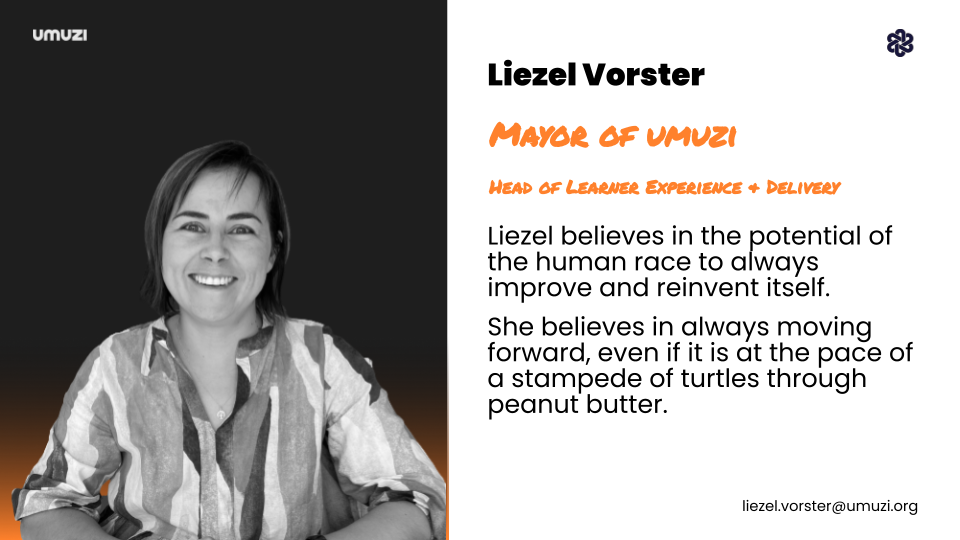 umuzi
Liezel Vorster
Mayor of umuzi
Head of Learner Experience & Delivery
Liezel believes in the potential of
the human race to always
improve and reinvent itself.
She believes in always moving
forward, even if it is at the pace of
a stampede of turtles through
peanut butter.
liezel.vorster@umuzi.org